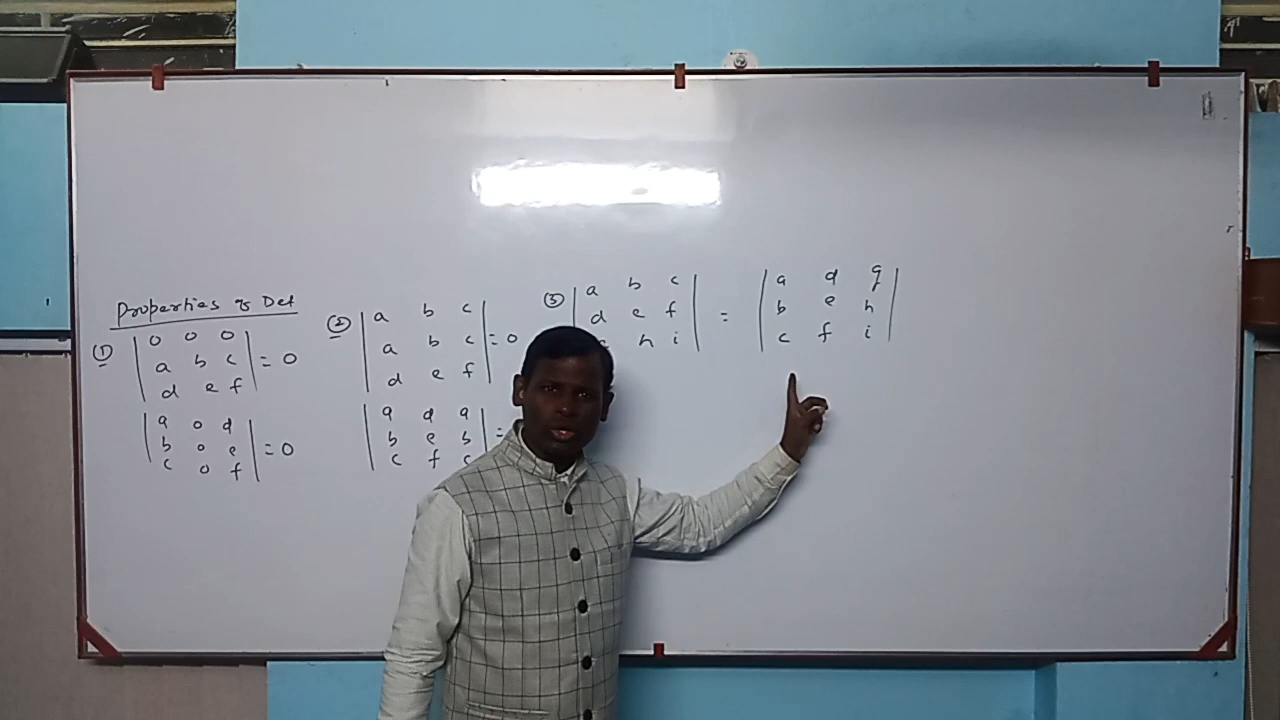 Properties of Det
① | 0 0 0 |
| a b c | = 0
| d e f |
| a 0 d |
| b 0 e | = 0
| c 0 f |
② | a b c |
| a b c | = 0
| d e f |
| a d a |
| b e b | =
| c f c
③ | a b c | = | a d g |
| d e f | = | b e h |
h i | | c f i |